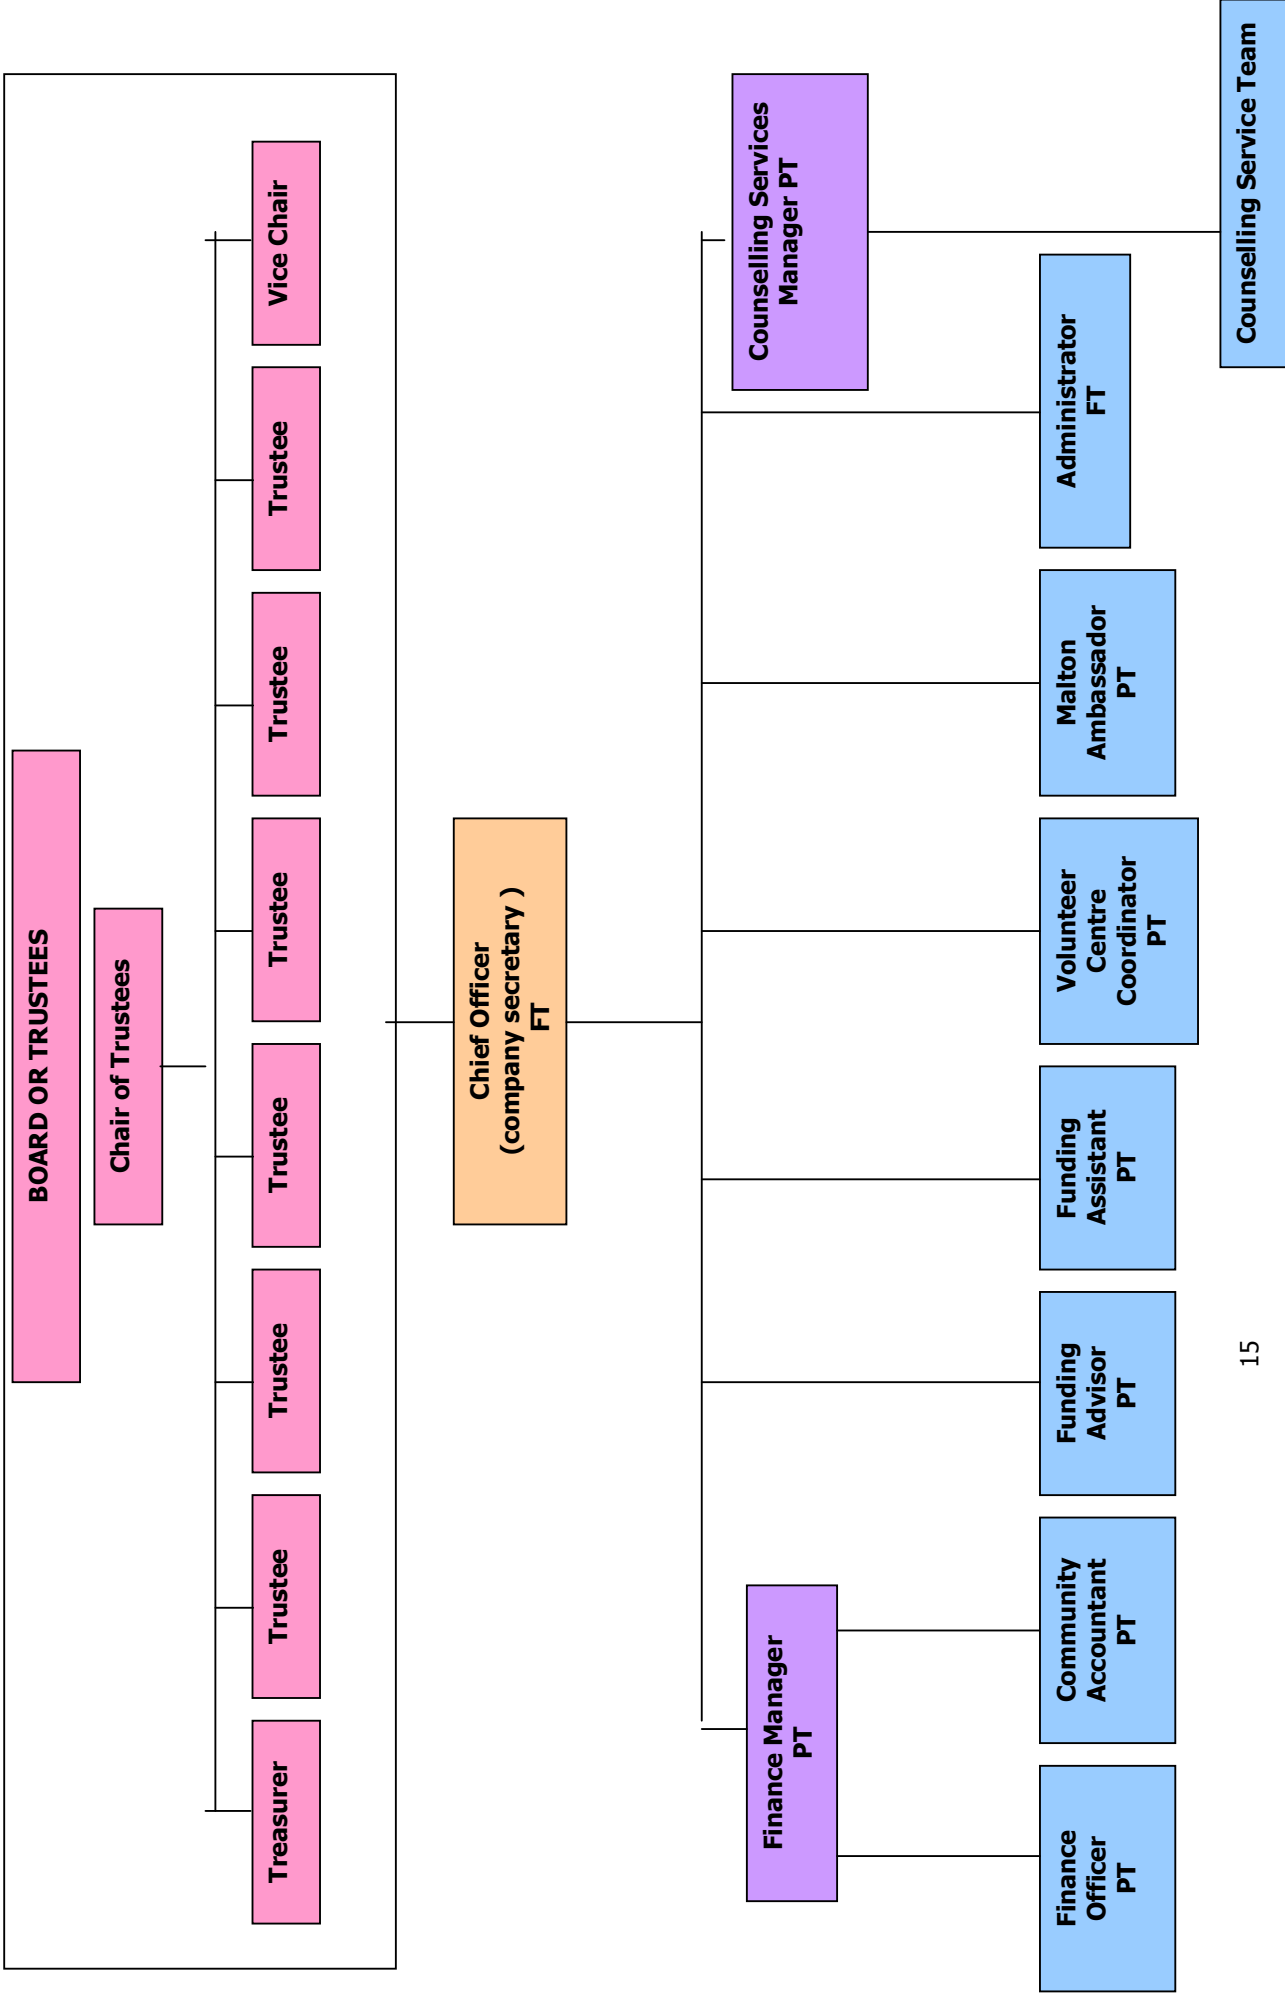 BOARD OR TRUSTEES
Chair of Trustees
Treasurer
Trustee
Trustee
Trustee
Trustee
Trustee
Trustee
Vice Chair
Chief Officer
(company secretary )
FT
Finance Manager
PT
Counselling Services
Manager PT
Finance
Officer
PT
Community
Accountant
PT
Funding
Advisor
PT
Funding
Assistant
PT
Volunteer
Centre
Coordinator
PT
Malton
Ambassador
PT
Administrator
FT
Counselling Service Team
15